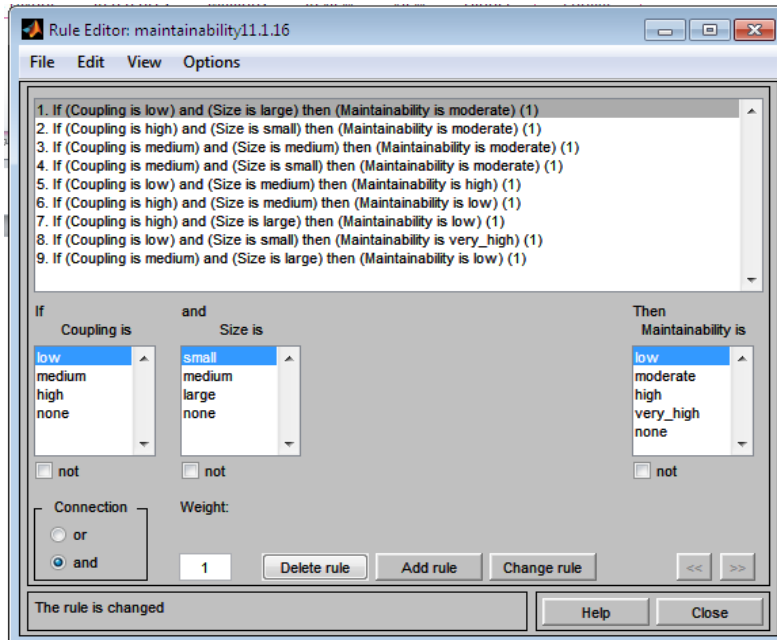 Rule Editor: maintainability11.1.16
File Edit View Options
1. If (Coupling is low) and (Size is large) then (Maintainability is moderate) (1)
2. If (Coupling is high) and (Size is small) then (Maintainability is moderate) (1)
3. If (Coupling is medium) and (Size is medium) then (Maintainability is moderate) (1)
4. If (Coupling is medium) and (Size is small) then (Maintainability is moderate) (1)
5. If (Coupling is low) and (Size is medium) then (Maintainability is high) (1)
6. If (Coupling is high) and (Size is medium) then (Maintainability is low) (1)
7. If (Coupling is high) and (Size is large) then (Maintainability is low) (1)
8. If (Coupling is low) and (Size is small) then (Maintainability is very_high) (1)
9. If (Coupling is medium) and (Size is large) then (Maintainability is low) (1)
If and Then
Coupling is Size is Maintainability is
low small low
medium medium moderate
high large high
none none very_high
none
not not not
Connection Weight:
or
and 1 Delete rule Add rule Change rule << >>
The rule is changed Help Close